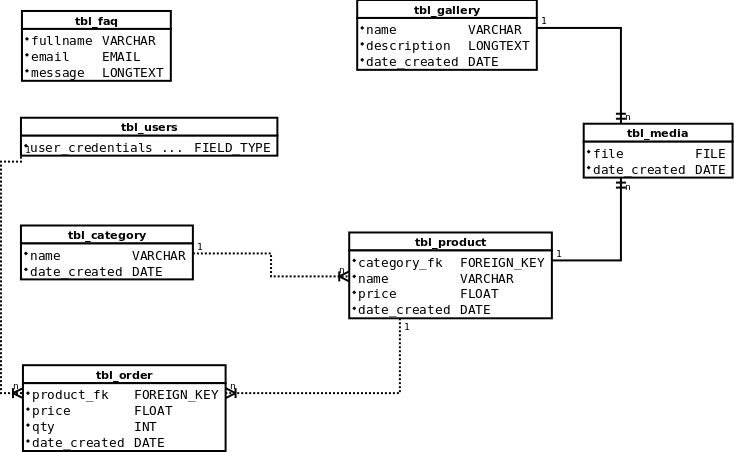 tbl_faq
fullname VARCHAR
email EMAIL
message LONGTEXT
tbl_gallery
name VARCHAR
description LONGTEXT
date_created DATE
1
n
tbl_users
user_credentials ... FIELD_TYPE
1
tbl_media
file FILE
date_created DATE
n
tbl_category
name VARCHAR
date_created DATE
1
n
tbl_product
category_fk FOREIGN_KEY
name VARCHAR
price FLOAT
date_created DATE
1
1
tbl_order
product_fk FOREIGN_KEY
price FLOAT
qty INT
date_created DATE
n
n